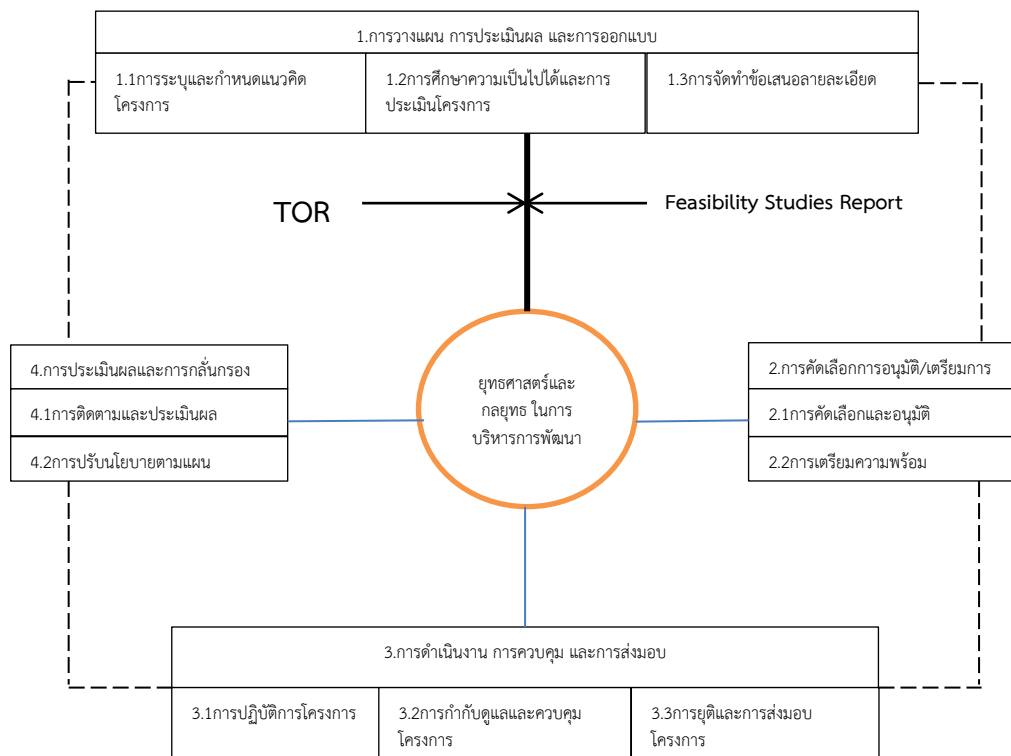 1.การวางแผน การประเมินผล และการออกแบบ
1.1การระบุและกำหนดแนวคิด
โครงการ
1.2การศึกษาความเป็นไปได้และการ
ประเมินโครงการ
1.3การจัดทำข้อเสนอลายละเอียด
TOR
Feasibility Studies Report
4.การประเมินผลและการกลั่นกรอง
4.1การติดตามและประเมินผล
4.2การปรับนโยบายตามแผน
ยุทธศาสตร์และ
กลยุทธ ในการ
บริหารการพัฒนา
2.การคัดเลือกการอนุมัติ/เตรียมการ
2.1การคัดเลือกและอนุมัติ
2.2การเตรียมความพร้อม
3.การดำเนินงาน การควบคุม และการส่งมอบ
3.1การปฏิบัติการโครงการ
3.2การกำกับดูแลและควบคุม
โครงการ
3.3การยุติและการส่งมอบ
โครงการ